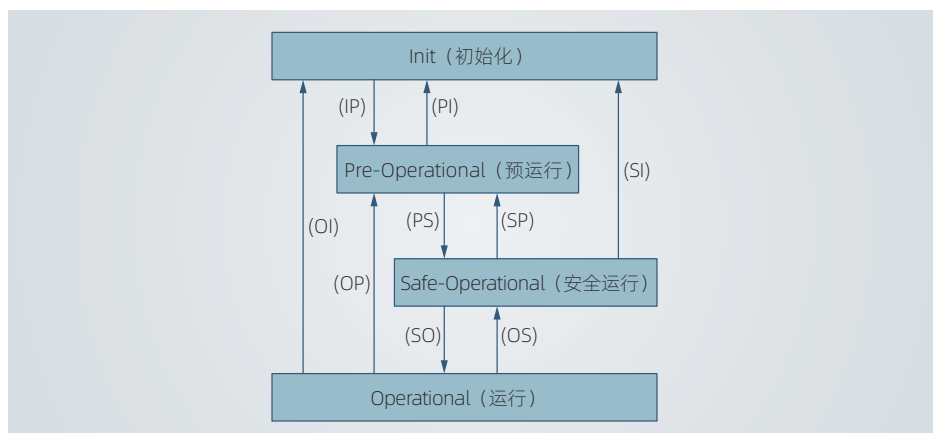 Init（初始化）
(IP)
(PI)
Pre-Operational（预运行）
(SI)
(PS)
(SP)
(OI)
(OP)
Safe-Operational（安全运行）
(SO)
(OS)
Operational（运行）